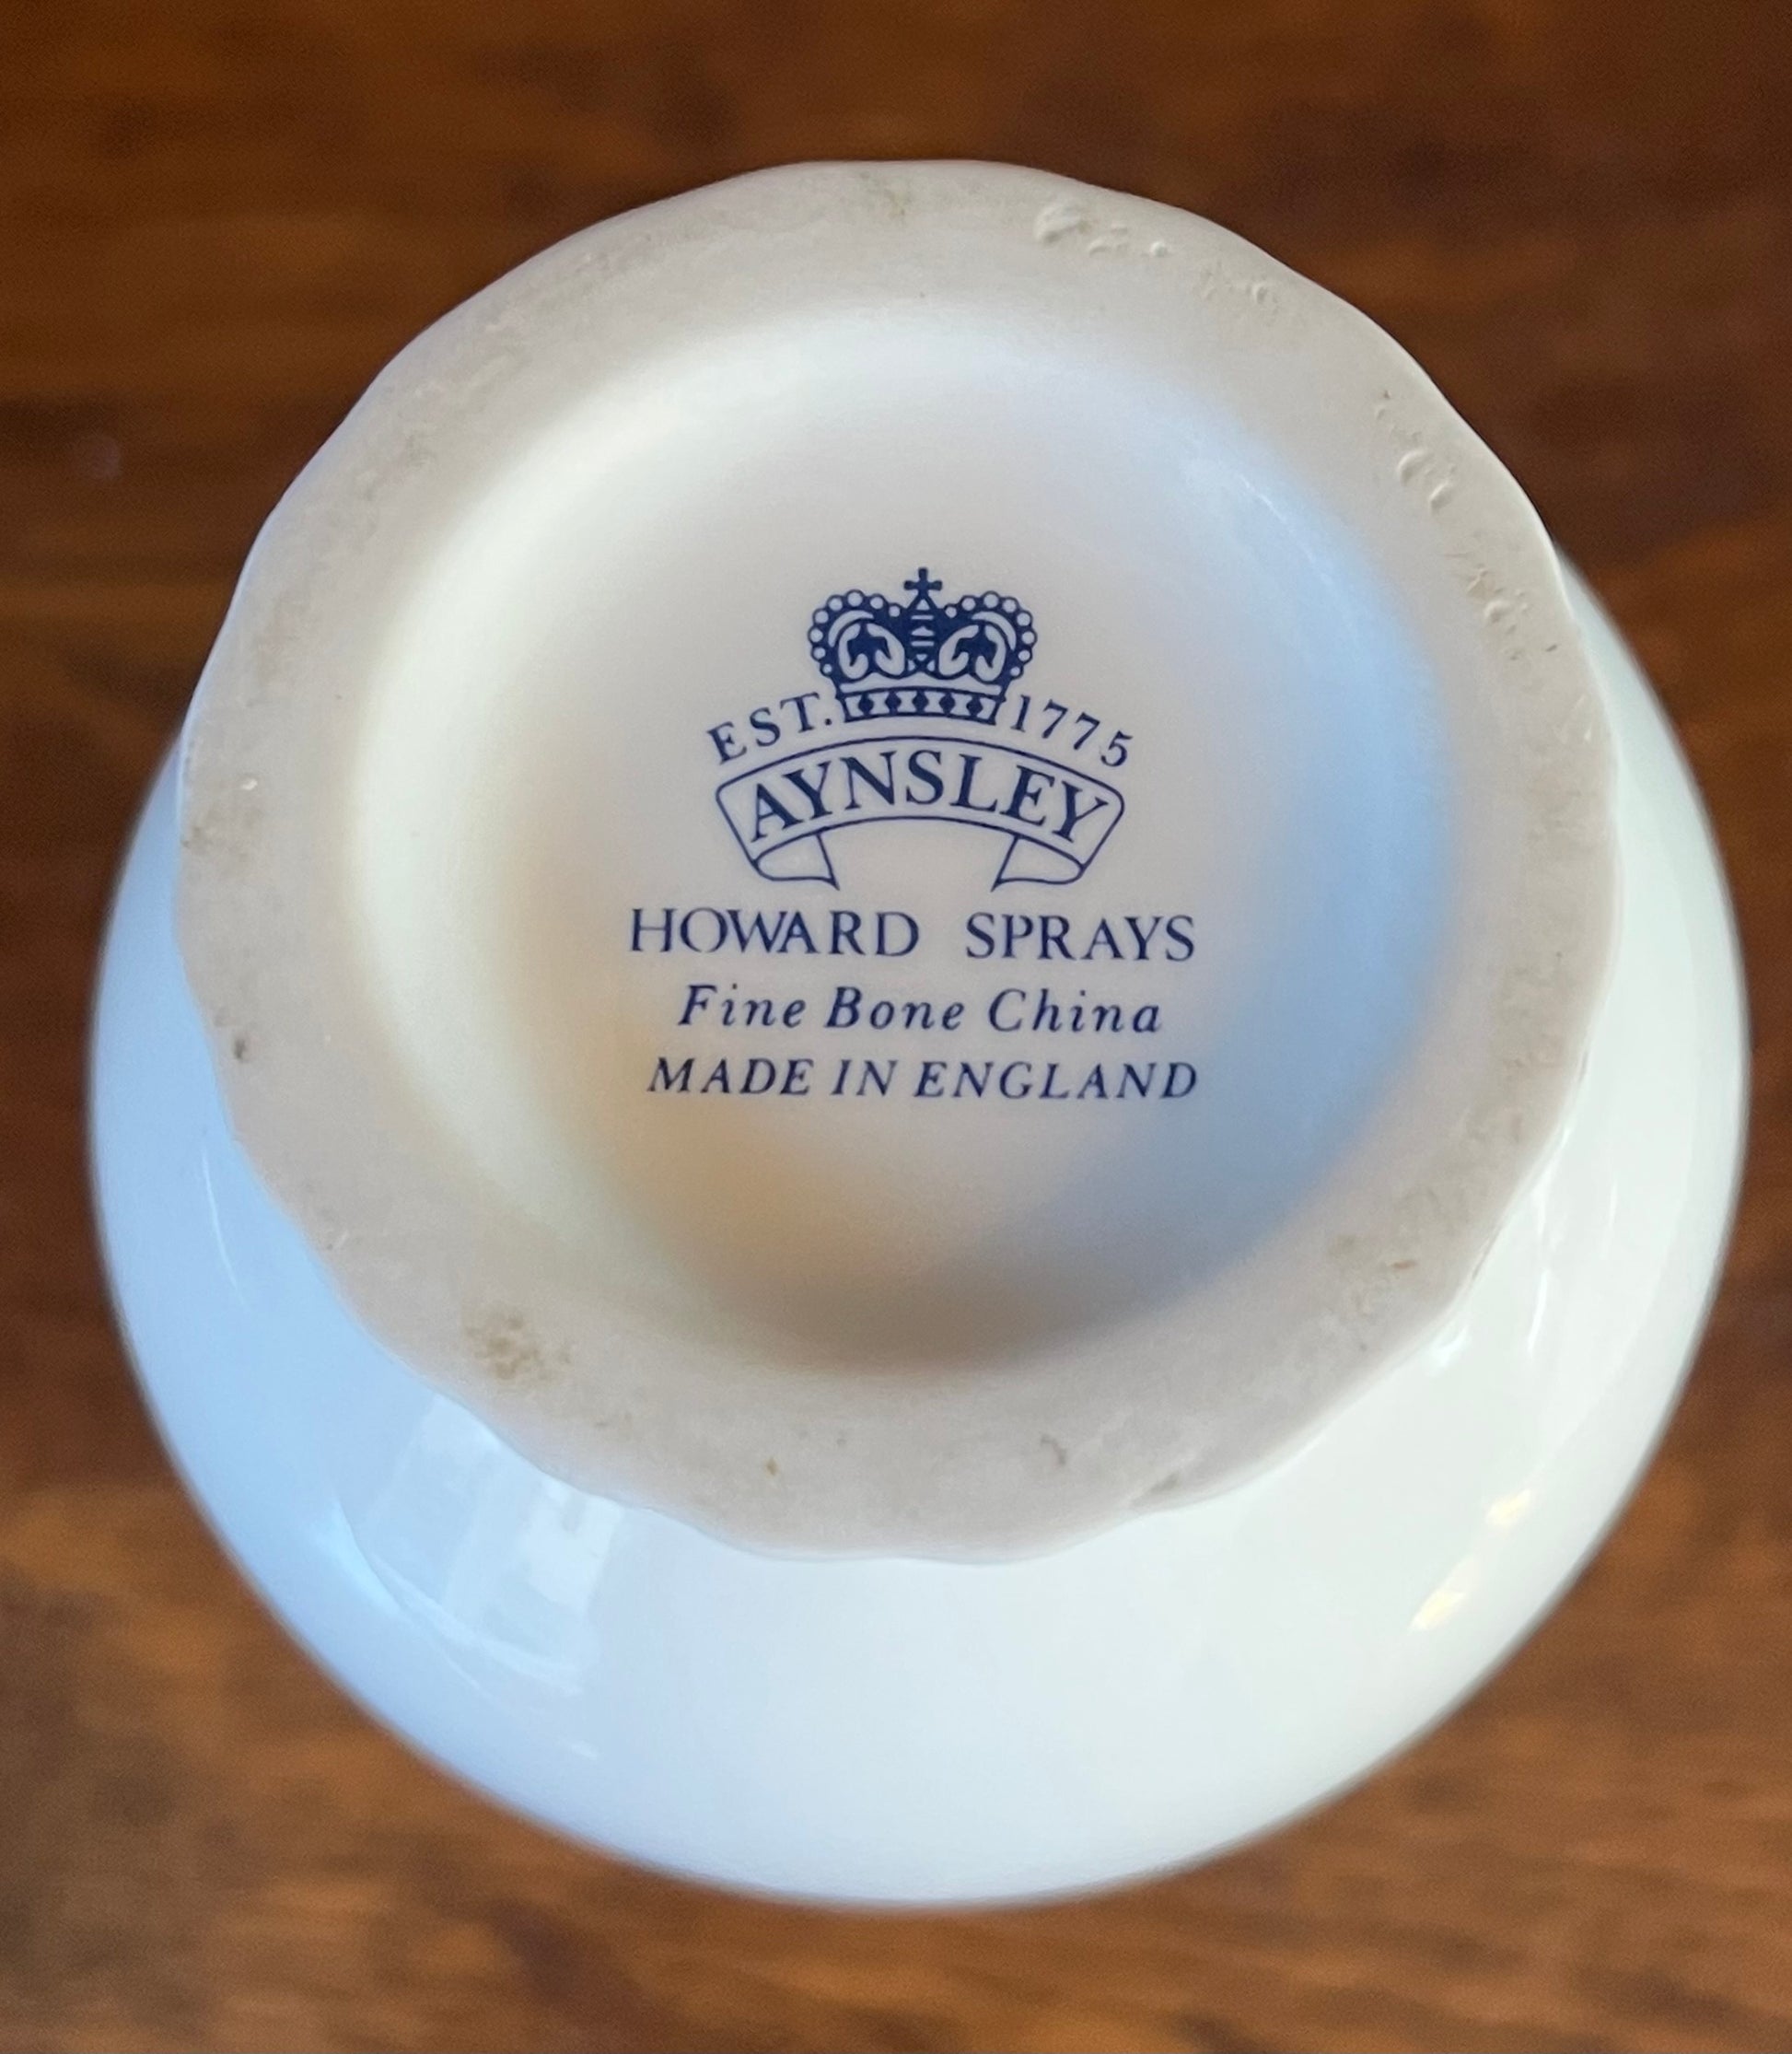 EST. 1775
AYNSLEY
HOWARD SPRAYS
Fine Bone China
MADE IN ENGLAND